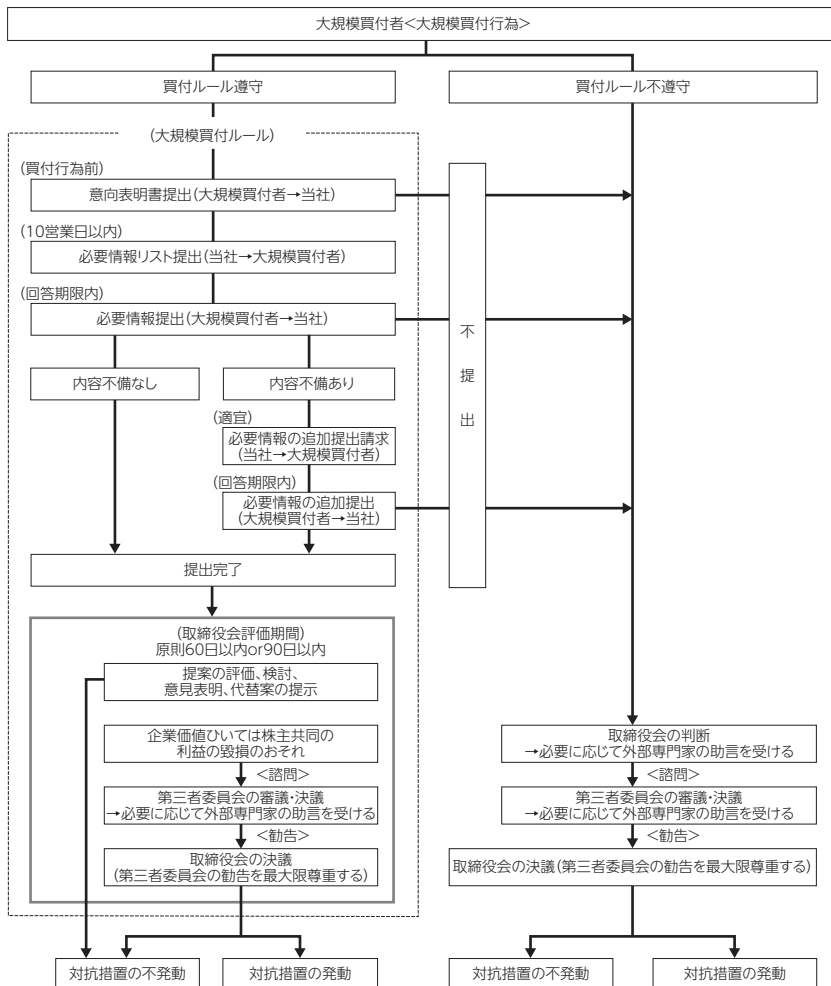 大規模買付者<大規模買付行為>
買付ルール遵守
買付ルール不遵守
(大規模買付ルール)
(買付行為前)
意向表明書提出(大規模買付者→当社)
(10営業日以内)
必要情報リスト提出(当社→大規模買付者)
(回答期限内)
必要情報提出(大規模買付者→当社)
不提出
内容不備なし
内容不備あり
(適宜)
必要情報の追加提出請求
(当社→大規模買付者)
(回答期限内)
必要情報の追加提出
(大規模買付者→当社)
提出完了
(取締役会評価期間)
原則60日以内or90日以内
提案の評価、検討、
意見表明、代替案の提示
企業価値ひいては株主共同の
利益の毀損のおそれ
<諮問>
第三者委員会の審議・決議
→必要に応じて外部専門家の助言を受ける
<勧告>
取締役会の決議
(第三者委員会の勧告を最大限尊重する)
取締役会の判断
→必要に応じて外部専門家の助言を受ける
<諮問>
第三者委員会の審議・決議
→必要に応じて外部専門家の助言を受ける
<勧告>
取締役会の決議(第三者委員会の勧告を最大限尊重する)
対抗措置の不発動
対抗措置の発動
対抗措置の不発動
対抗措置の発動